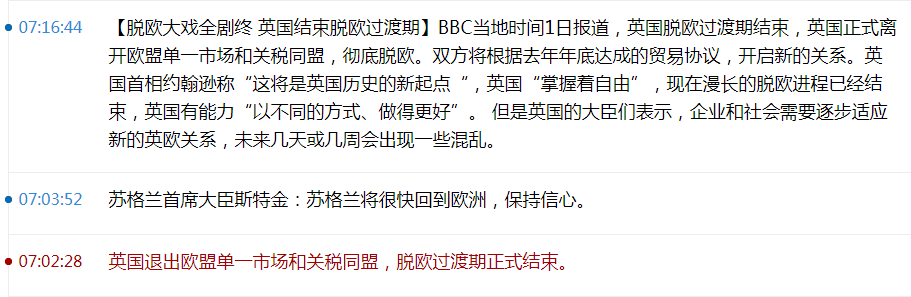 07:16:44 【脱欧大戏全剧终 英国结束脱欧过渡期】BBC当地时间1日报道，英国脱欧过渡期结束，英国正式离
开欧盟单一市场和关税同盟，彻底脱欧。双方将根据去年年底达成的贸易协议，开启新的关系。英
国首相约翰逊称“这将是英国历史的新起点“，英国“掌握着自由”，现在漫长的脱欧进程已经结
束，英国有能力“以不同的方式、做得更好”。 但是英国的大臣们表示，企业和社会需要逐步适应
新的英欧关系，未来几天或几周会出现一些混乱。
07:03:52 苏格兰首席大臣斯特金：苏格兰将很快回到欧洲，保持信心。
07:02:28 英国退出欧盟单一市场和关税同盟，脱欧过渡期正式结束。